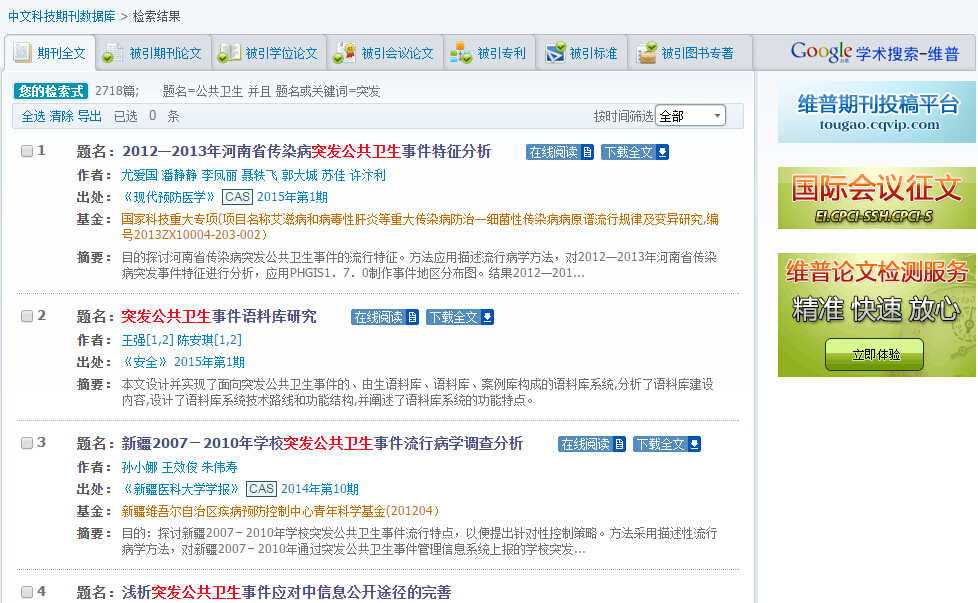 中文科技期刊数据库 > 检索结果
期刊全文 被引期刊论文 被引学位论文 被引会议论文 被引专利 被引标准 被引图书专著 Google 学术搜索-维普
您的检索式 2718篇; 题名=公共卫生 并且 题名或关键词=突发
全选 清除 导出 已选 0 条 按时间筛选 全部
1 题名：2012—2013年河南省传染病突发公共卫生事件特征分析 在线阅读 下载全文
作者：尤爱国 潘静静 李凤丽 聂轶飞 郭大城 苏佳 许汴利
出处：《现代预防医学》 CAS 2015年第1期
基金：国家科技重大专项(项目名称艾滋病和病毒性肝炎等重大传染病防治—细菌性传染病病原谱流行规律及变异研究,编
号2013ZX10004-203-002）
摘要：目的探讨河南省传染病突发公共卫生事件的流行特征。方法应用描述流行病学方法，对2012—2013年河南省传染
病突发事件特征进行分析，应用PHGIS1．7．0制作事件地区分布图。结果2012—201...
2 题名：突发公共卫生事件语料库研究 在线阅读 下载全文
作者：王强[1,2] 陈安琪[1,2]
出处：《安全》 2015年第1期
摘要：本文设计并实现了面向突发公共卫生事件的、由生语料库、语料库、案例库构成的语料库系统,分析了语料库建设
内容,设计了语料库系统技术路线和功能结构,并阐述了语料库系统的功能特点。
3 题名：新疆2007－2010年学校突发公共卫生事件流行病学调查分析 在线阅读 下载全文
作者：孙小娜 王效俊 朱伟寿
出处：《新疆医科大学学报》 CAS 2014年第10期
基金：新疆维吾尔自治区疾病预防控制中心青年科学基金(201204）
摘要：目的：探讨新疆2007－2010年学校突发公共卫生事件流行特点，以便提出针对性控制策略。方法采用描述性流行
病学方法，对新疆2007－2010年通过突发公共卫生事件管理信息系统上报的学校突发...
4 题名：浅析突发公共卫生事件应对中信息公开途径的完善
维普期刊投稿平台
tougao.cqvip.com
国际会议征文
EI.CPCI-SSH.CPCI-S
维普论文检测服务
精准 快速 放心
立即体验